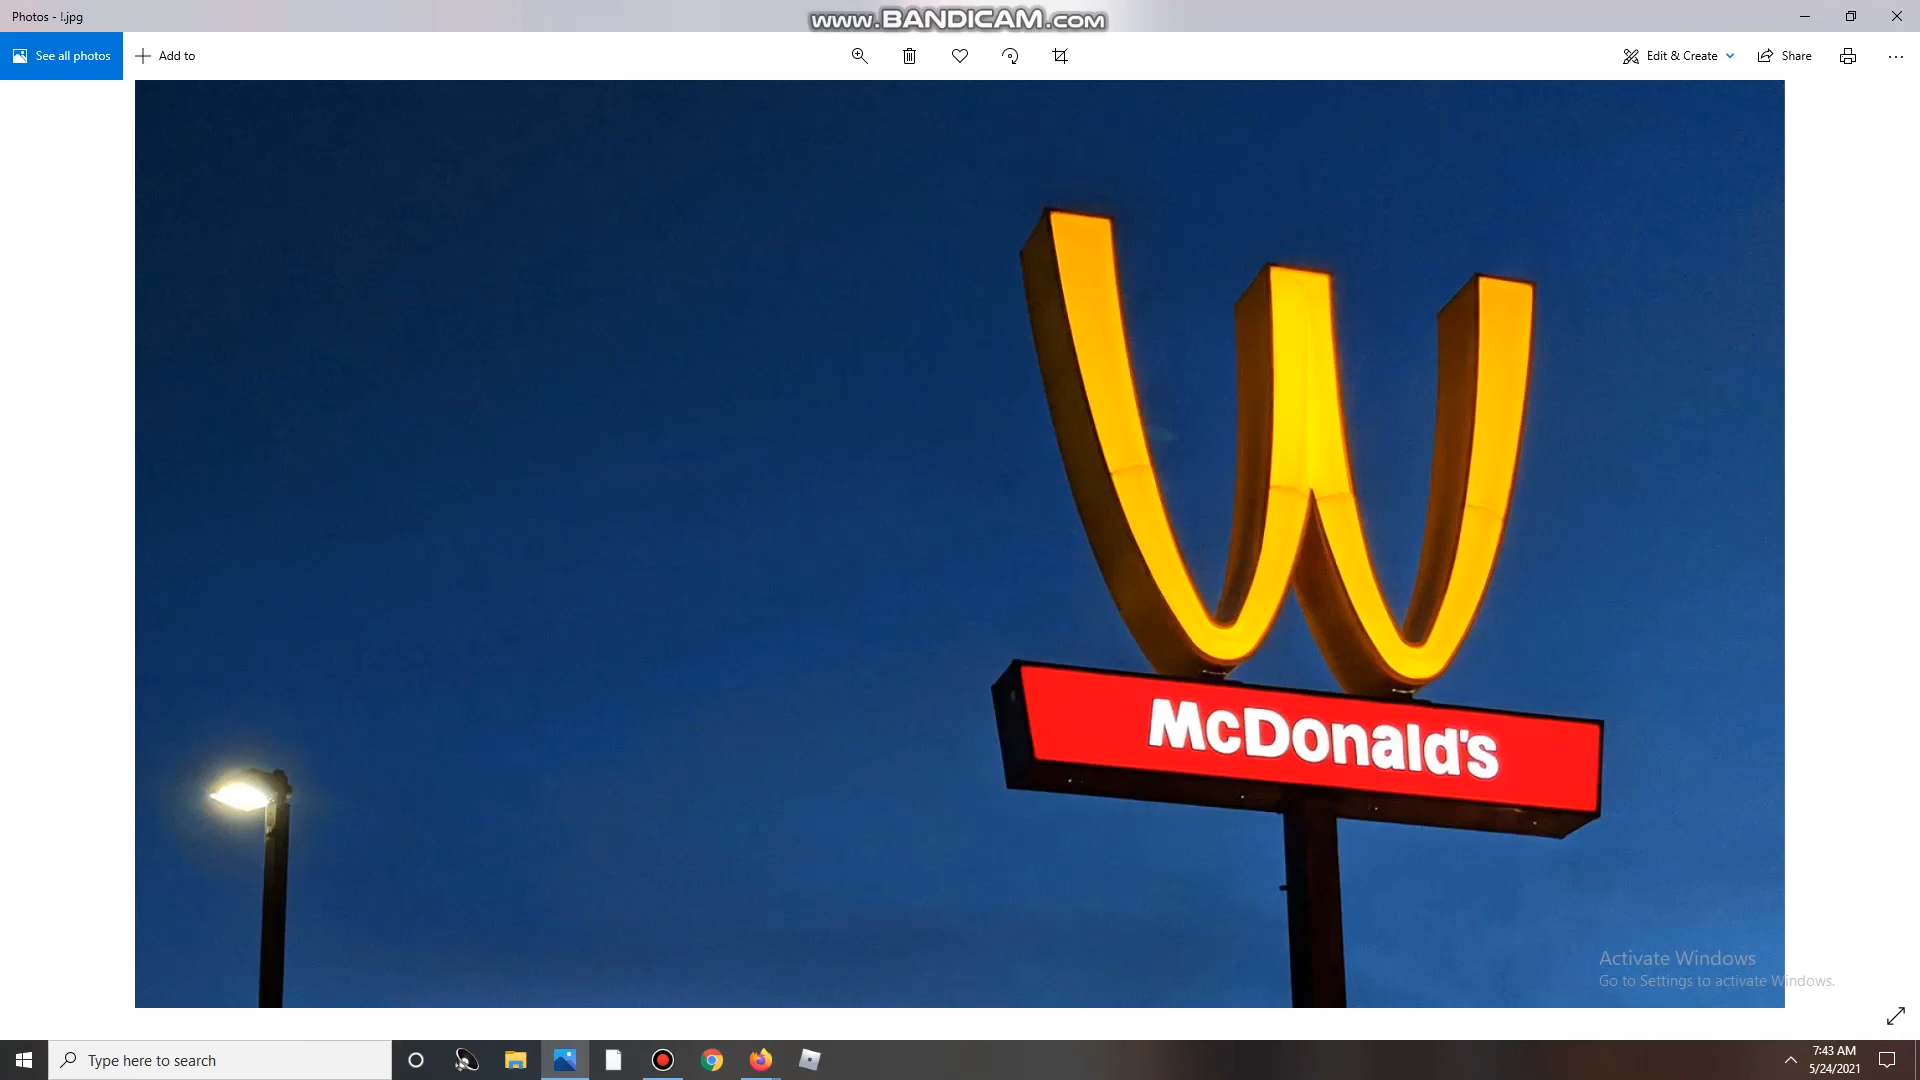 Photos - !.jpg
www.BANDICAM.com
See all photos
Add to
Edit & Create
Share
McDonald's
Activate Windows
Go to Settings to activate Windows.
Type here to search
7:43 AM
5/24/2021